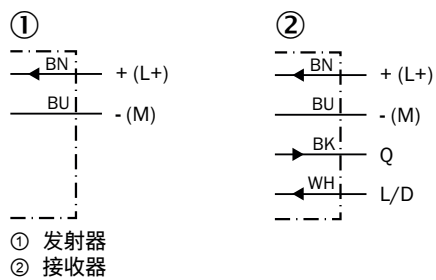 ① ②
BN + (L+) BN + (L+)
BU - (M) BU - (M)
BK Q
WH L/D
① 发射器
② 接收器